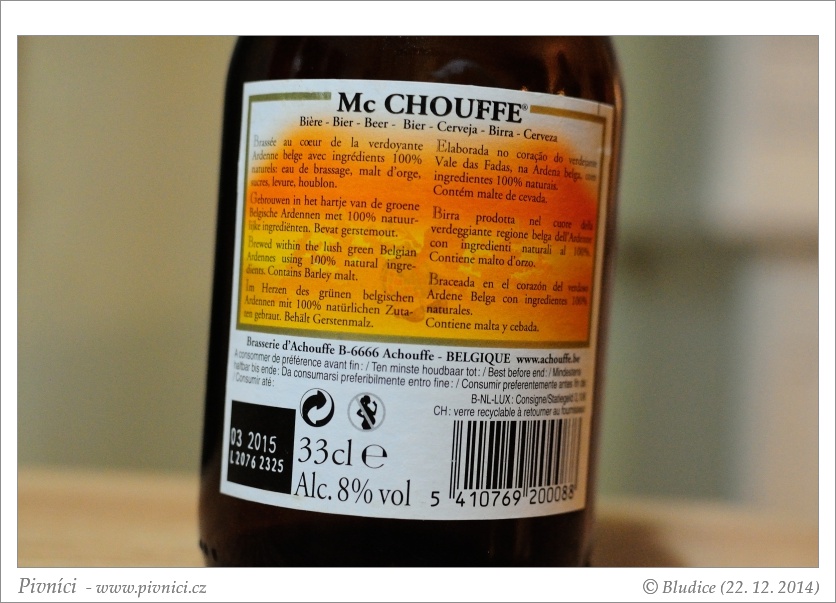 Mc CHOUFFE®
Bière - Bier - Beer - Bier - Cerveja - Birra - Cerveza
Brassée au cœur de la verdoyante
Ardenne belge avec ingrédients 100%
naturels: eau de brassage, malt d'orge,
sucres, levure, houblon.
Gebrouwen in het hartje van de groene
Belgische Ardennen met 100% natuur-
lijke ingrediënten. Bevat gerstemout.
Brewed within the lush green Belgian
Ardennes using 100% natural ingre-
dients. Contains Barley malt.
Im Herzen des grünen belgischen
Ardennen mit 100% natürlichen Zuta-
ten gebraut. Behält Gerstenmalz.
Elaborada no coração do verdejante
Vale das Fadas, na Ardena belga, com
ingredientes 100% naturais.
Contém malte de cevada.
Birra prodotta nel cuore della
verdeggiante regione belga dell'Ardenne
con ingredienti naturali al 100%.
Contiene malto d'orzo.
Braceada en el corazón del verdoso
Ardene Belga con ingredientes 100%
naturales.
Contiene malta y cebada.
Brasserie d'Achouffe B-6666 Achouffe - BELGIQUE www.achouffe.be
A consommer de préférence avant fin: / Ten minste houdbaar tot: / Best before end: / Mindestens
haltbar bis ende: Da consumarsi preferibilmente entro fine: / Consumir preferentemente antes fin de
/ Consumir até:
B-NL-LUX: Consigne/Statiegeld 0,10€
CH: verre recyclable à retourner au fournisseur
03 2015
L2076 2325
33cl e
Alc. 8% vol
5 410769 200088
Pivníci - www.pivnici.cz
© Bludice (22. 12. 2014)